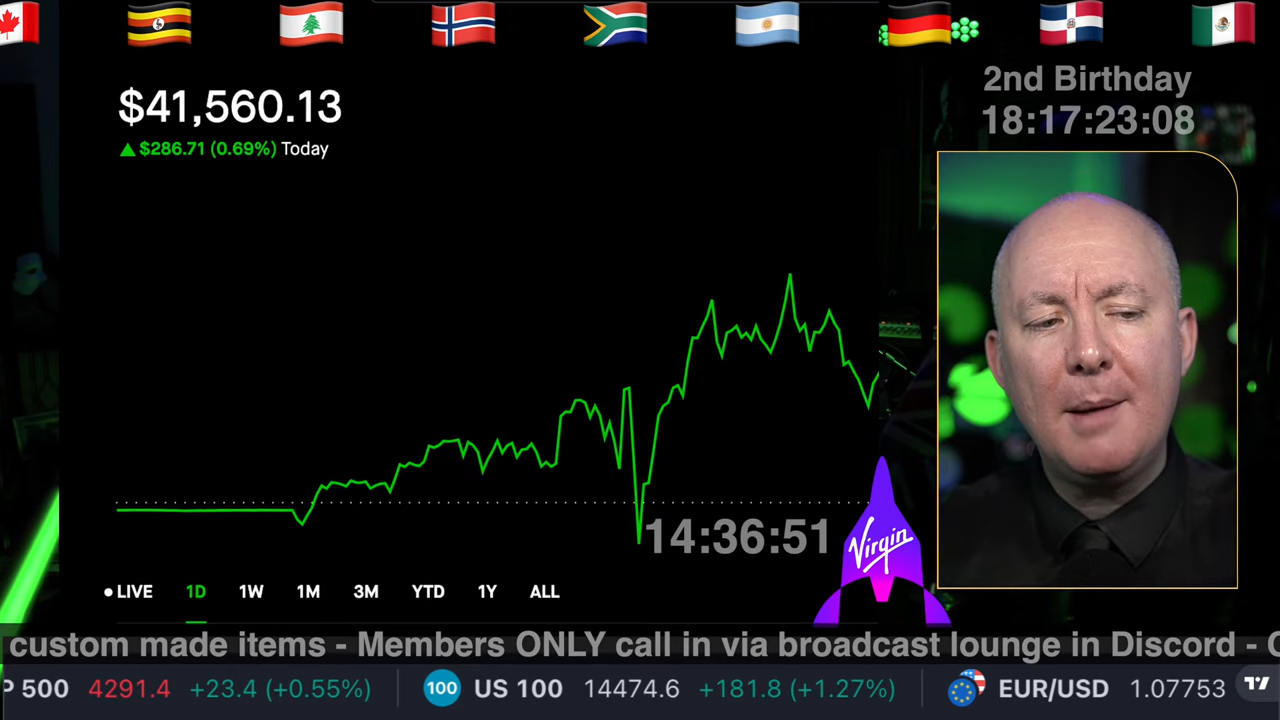 2nd Birthday
18:17:23:08
$41,560.13
▲ $286.71 (0.69%) Today
14:36:51
Virgin
LIVE 1D 1W 1M 3M YTD 1Y ALL
custom made items - Members ONLY call in via broadcast lounge in Discord -
P 500 4291.4 +23.4 (+0.55%) 100 US 100 14474.6 +181.8 (+1.27%) EUR/USD 1.07753